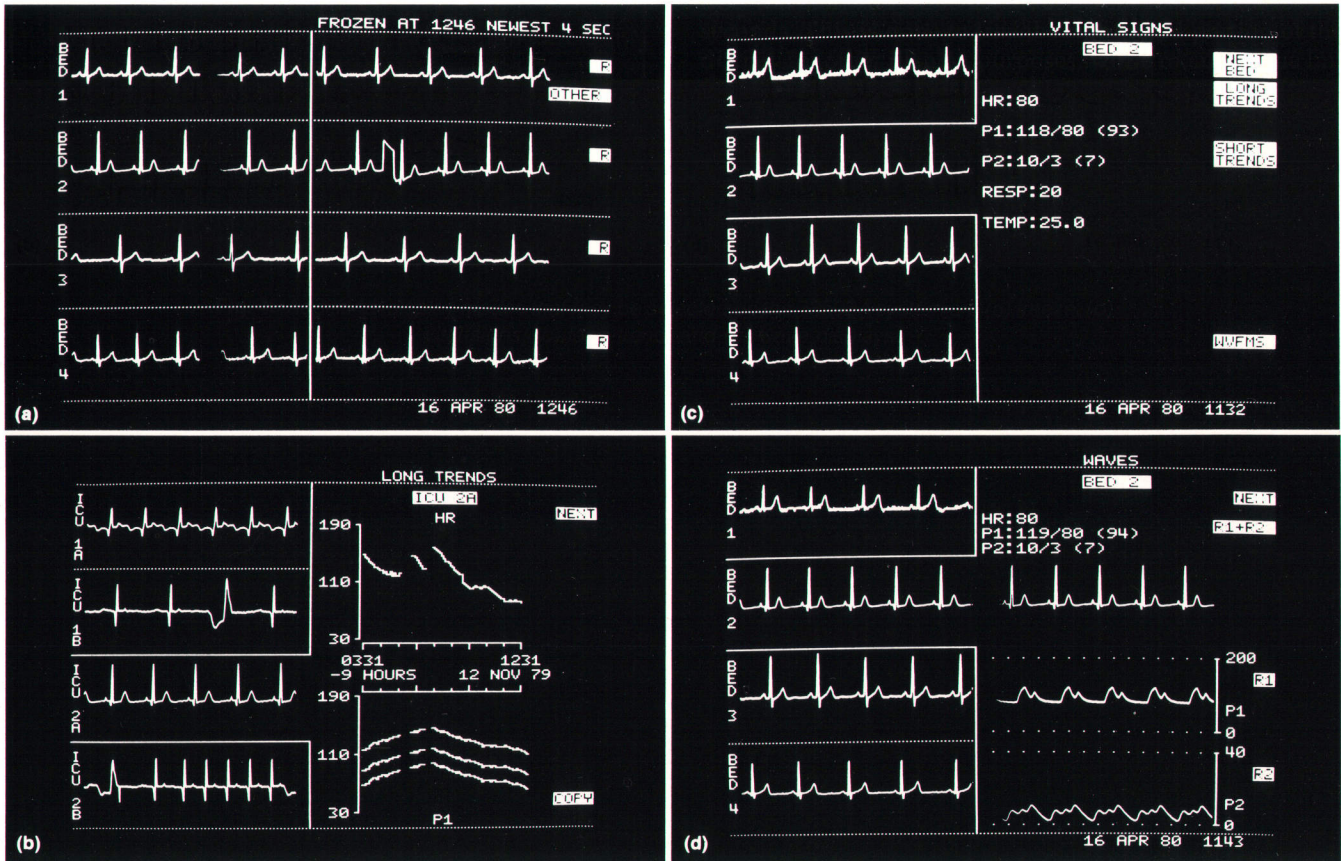 FROZEN AT 1246 NEWEST 4 SEC
BED 1
R
OTHER
BED 2
R
BED 3
R
BED 4
R
16 APR 80 1246
(a)
VITAL SIGNS
BED 2
NEXT BED
LONG TRENDS
BED 1
HR:80
P1:118/80 (93)
SHORT TRENDS
P2:10/3 (7)
BED 2
RESP:20
TEMP:25.0
BED 3
WVFMS
BED 4
16 APR 80 1132
(c)
LONG TRENDS
ICU 2A
NEXT
HR
190
110
30
0331 1231
-9 HOURS 12 NOV 79
190
110
30
P1
COPY
ICU 1A
ICU 1B
ICU 2A
ICU 2B
(b)
WAVES
BED 2
NEXT
HR:80
P1:119/80 (94)
P2:10/3 (7)
R1+R2
BED 1
BED 2
BED 3
200
R1
P1
0
40
R2
P2
0
BED 4
16 APR 80 1143
(d)